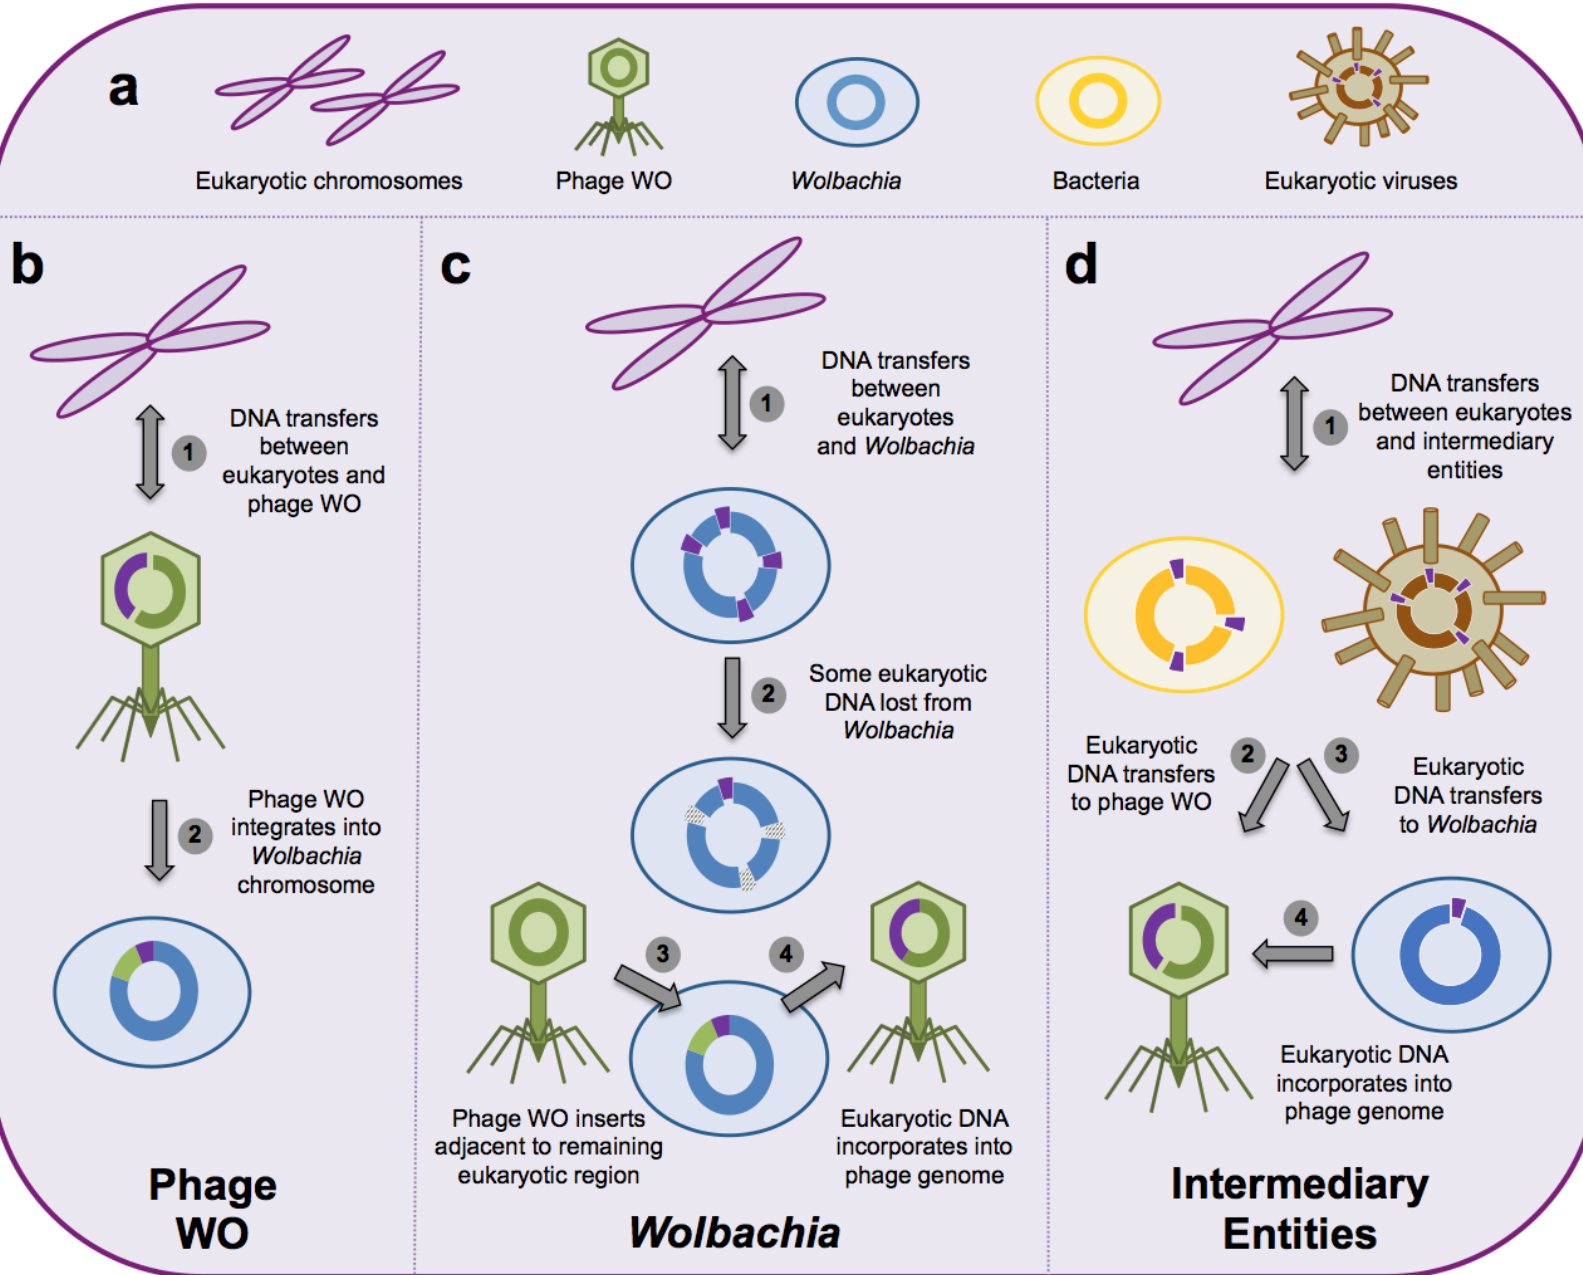 a
Eukaryotic chromosomes
Phage WO
Wolbachia
Bacteria
Eukaryotic viruses
b
1
DNA transfers
between
eukaryotes and
phage WO
2
Phage WO
integrates into
Wolbachia
chromosome
Phage
WO
c
1
DNA transfers
between
eukaryotes
and Wolbachia
2
Some eukaryotic
DNA lost from
Wolbachia
3
4
Phage WO inserts
adjacent to remaining
eukaryotic region
Eukaryotic DNA
incorporates into
phage genome
Wolbachia
d
1
DNA transfers
between eukaryotes
and intermediary
entities
Eukaryotic
DNA transfers
to phage WO
2
3
Eukaryotic
DNA transfers
to Wolbachia
4
Eukaryotic DNA
incorporates into
phage genome
Intermediary
Entities